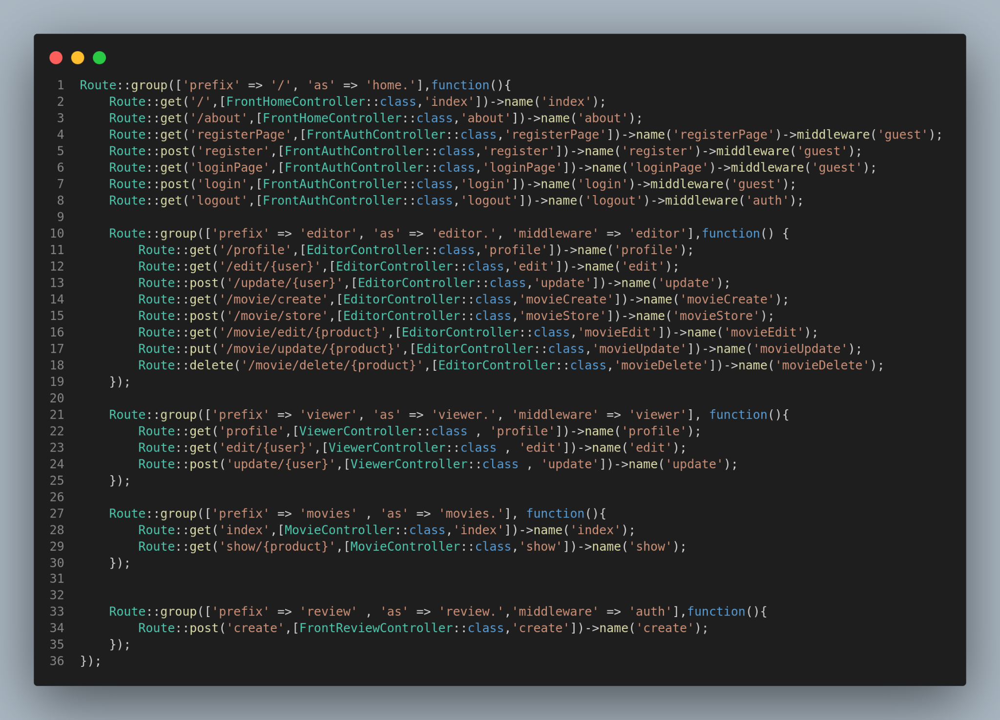 1 Route::group(['prefix' => '/', 'as' => 'home.'],function(){
2     Route::get('/',[FrontHomeController::class,'index'])->name('index');
3     Route::get('/about',[FrontHomeController::class,'about'])->name('about');
4     Route::get('registerPage',[FrontAuthController::class,'registerPage'])->name('registerPage')->middleware('guest');
5     Route::post('register',[FrontAuthController::class,'register'])->name('register')->middleware('guest');
6     Route::get('loginPage',[FrontAuthController::class,'loginPage'])->name('loginPage')->middleware('guest');
7     Route::post('login',[FrontAuthController::class,'login'])->name('login')->middleware('guest');
8     Route::get('logout',[FrontAuthController::class,'logout'])->name('logout')->middleware('auth');
9
10     Route::group(['prefix' => 'editor', 'as' => 'editor.', 'middleware' => 'editor'],function() {
11         Route::get('/profile',[EditorController::class,'profile'])->name('profile');
12         Route::get('/edit/{user}',[EditorController::class,'edit'])->name('edit');
13         Route::post('/update/{user}',[EditorController::class,'update'])->name('update');
14         Route::get('/movie/create',[EditorController::class,'movieCreate'])->name('movieCreate');
15         Route::post('/movie/store',[EditorController::class,'movieStore'])->name('movieStore');
16         Route::get('/movie/edit/{product}',[EditorController::class,'movieEdit'])->name('movieEdit');
17         Route::put('/movie/update/{product}',[EditorController::class,'movieUpdate'])->name('movieUpdate');
18         Route::delete('/movie/delete/{product}',[EditorController::class,'movieDelete'])->name('movieDelete');
19     });
20
21     Route::group(['prefix' => 'viewer', 'as' => 'viewer.', 'middleware' => 'viewer'], function(){
22         Route::get('profile',[ViewerController::class , 'profile'])->name('profile');
23         Route::get('edit/{user}',[ViewerController::class , 'edit'])->name('edit');
24         Route::post('update/{user}',[ViewerController::class , 'update'])->name('update');
25     });
26
27     Route::group(['prefix' => 'movies' , 'as' => 'movies.'], function(){
28         Route::get('index',[MovieController::class,'index'])->name('index');
29         Route::get('show/{product}',[MovieController::class,'show'])->name('show');
30     });
31
32
33     Route::group(['prefix' => 'review' , 'as' => 'review.','middleware' => 'auth'],function(){
34         Route::post('create',[FrontReviewController::class,'create'])->name('create');
35     });
36 });